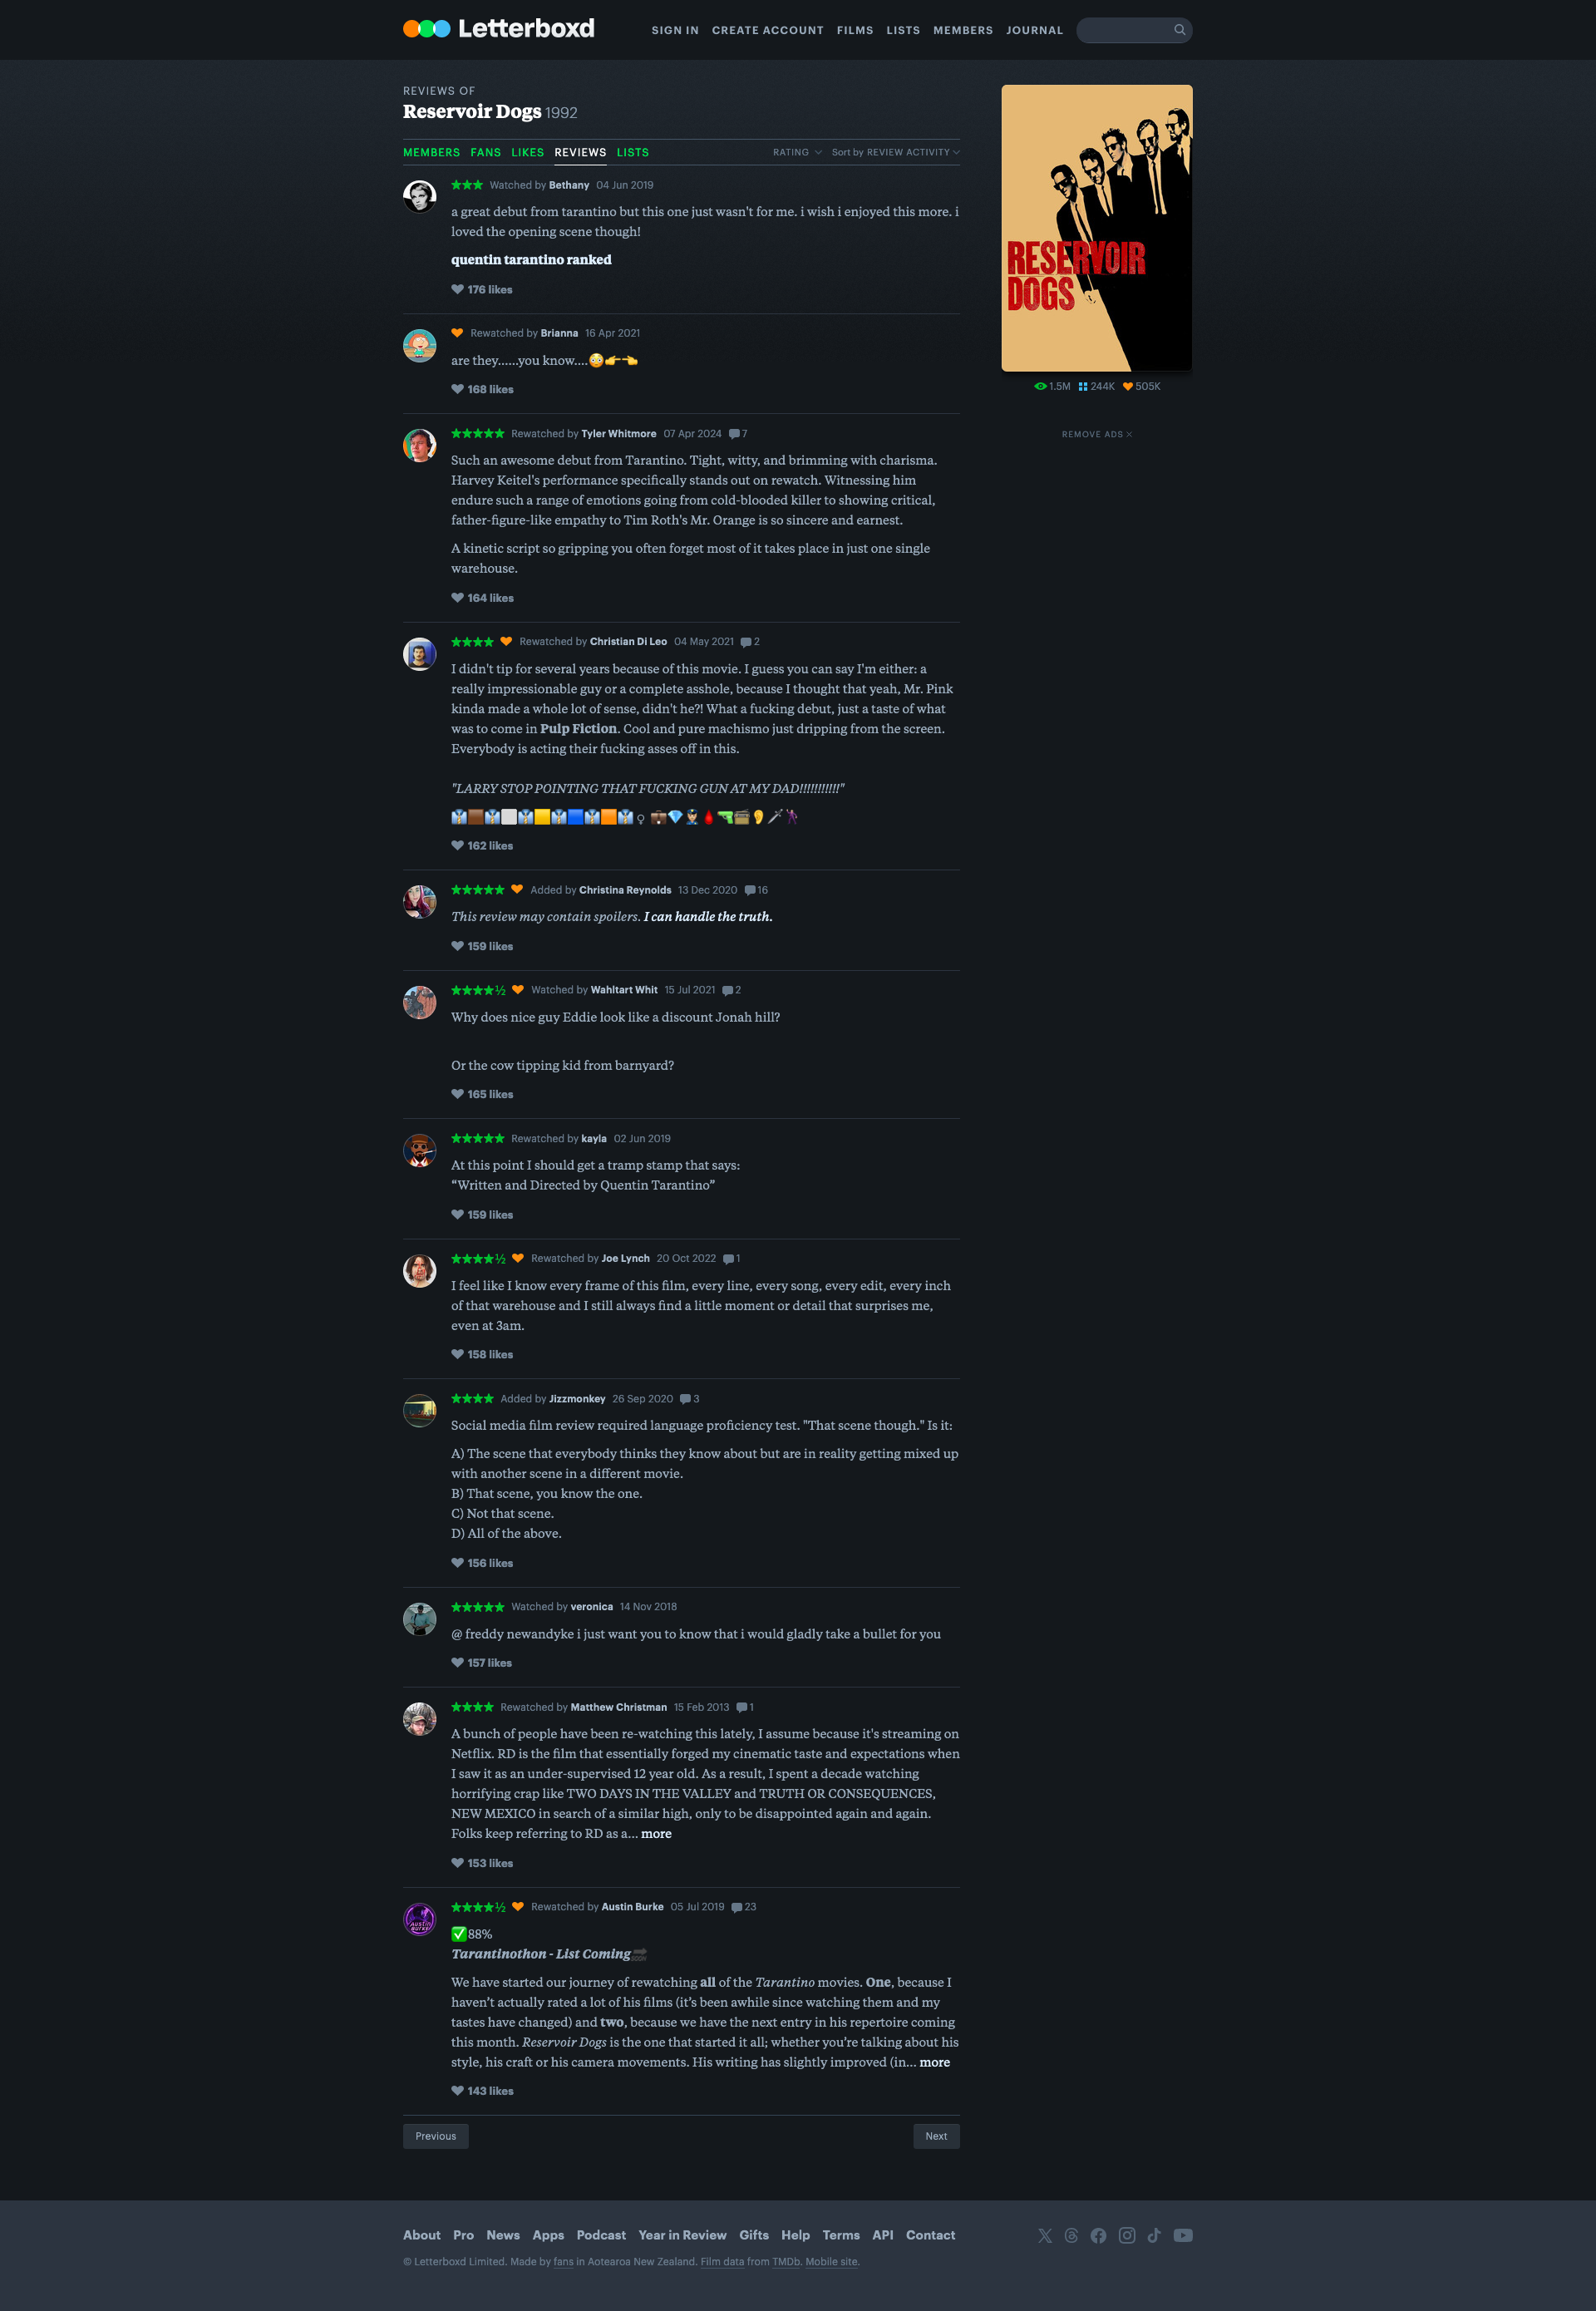 Letterboxd
SIGN IN CREATE ACCOUNT FILMS LISTS MEMBERS JOURNAL
REVIEWS OF
Reservoir Dogs 1992
MEMBERS FANS LIKES REVIEWS LISTS
RATING Sort by REVIEW ACTIVITY
★★★ Watched by Bethany 04 Jun 2019
a great debut from tarantino but this one just wasn't for me. i wish i enjoyed this more. i
loved the opening scene though!
quentin tarantino ranked
176 likes
Rewatched by Brianna 16 Apr 2021
are they......you know....😳👉👈
168 likes
★★★★★ Rewatched by Tyler Whitmore 07 Apr 2024 7
Such an awesome debut from Tarantino. Tight, witty, and brimming with charisma.
Harvey Keitel's performance specifically stands out on rewatch. Witnessing him
endure such a range of emotions going from cold-blooded killer to showing critical,
father-figure-like empathy to Tim Roth's Mr. Orange is so sincere and earnest.
A kinetic script so gripping you often forget most of it takes place in just one single
warehouse.
164 likes
★★★★ Rewatched by Christian Di Leo 04 May 2021 2
I didn't tip for several years because of this movie. I guess you can say I'm either: a
really impressionable guy or a complete asshole, because I thought that yeah, Mr. Pink
kinda made a whole lot of sense, didn't he?! What a fucking debut, just a taste of what
was to come in Pulp Fiction. Cool and pure machismo just dripping from the screen.
Everybody is acting their fucking asses off in this.
"LARRY STOP POINTING THAT FUCKING GUN AT MY DAD!!!!!!!!!!!"
👔🟫👔⬜👔🟨👔🟦👔🟧👔♀💼💎👮🩸🔫📻👂🗡🕺
162 likes
★★★★★ Added by Christina Reynolds 13 Dec 2020 16
This review may contain spoilers. I can handle the truth.
159 likes
★★★★½ Watched by Wahltart Whit 15 Jul 2021 2
Why does nice guy Eddie look like a discount Jonah hill?
Or the cow tipping kid from barnyard?
165 likes
★★★★★ Rewatched by kayla 02 Jun 2019
At this point I should get a tramp stamp that says:
“Written and Directed by Quentin Tarantino”
159 likes
★★★★½ Rewatched by Joe Lynch 20 Oct 2022 1
I feel like I know every frame of this film, every line, every song, every edit, every inch
of that warehouse and I still always find a little moment or detail that surprises me,
even at 3am.
158 likes
★★★★ Added by Jizzmonkey 26 Sep 2020 3
Social media film review required language proficiency test. "That scene though." Is it:
A) The scene that everybody thinks they know about but are in reality getting mixed up
with another scene in a different movie.
B) That scene, you know the one.
C) Not that scene.
D) All of the above.
156 likes
★★★★★ Watched by veronica 14 Nov 2018
@ freddy newandyke i just want you to know that i would gladly take a bullet for you
157 likes
★★★★ Rewatched by Matthew Christman 15 Feb 2013 1
A bunch of people have been re-watching this lately, I assume because it's streaming on
Netflix. RD is the film that essentially forged my cinematic taste and expectations when
I saw it as an under-supervised 12 year old. As a result, I spent a decade watching
horrifying crap like TWO DAYS IN THE VALLEY and TRUTH OR CONSEQUENCES,
NEW MEXICO in search of a similar high, only to be disappointed again and again.
Folks keep referring to RD as a… more
153 likes
★★★★½ Rewatched by Austin Burke 05 Jul 2019 23
✅88%
Tarantinothon - List Coming🔜
We have started our journey of rewatching all of the Tarantino movies. One, because I
haven’t actually rated a lot of his films (it’s been awhile since watching them and my
tastes have changed) and two, because we have the next entry in his repertoire coming
this month. Reservoir Dogs is the one that started it all; whether you’re talking about his
style, his craft or his camera movements. His writing has slightly improved (in… more
143 likes
AUSTIN BURKE
Previous Next
RESERVOIR
DOGS
1.5M 244K 505K
REMOVE ADS
About Pro News Apps Podcast Year in Review Gifts Help Terms API Contact
© Letterboxd Limited. Made by fans in Aotearoa New Zealand. Film data from TMDb. Mobile site.